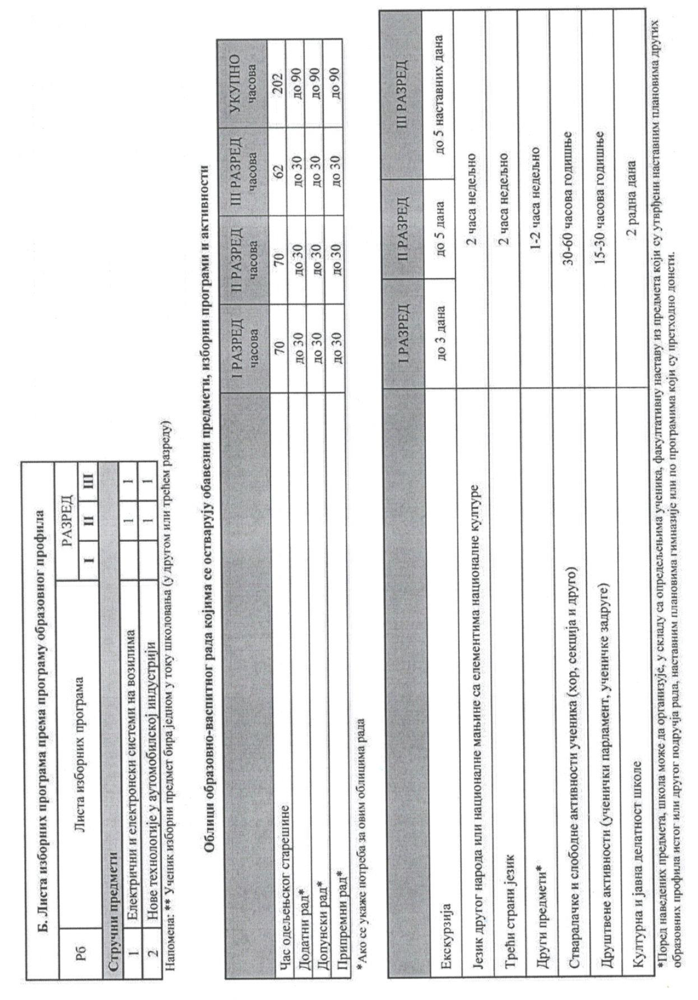 Б. Листа изборних програма према програму образовног профила
Рб Листа изборних програма РАЗРЕД
I II III
Стручни предмети
1 Електрични и електронски системи на возилима 1 1
2 Нове технологије у аутомобилској индустрији 1 1
Напомена: ** Ученик изборни предмет бира једном у току школовања (у другом или трећем разреду)
Облици образовно-васпитног рада којима се остварују обавезни предмети, изборни програми и активности
I РАЗРЕД II РАЗРЕД III РАЗРЕД УКУПНО
часова часова часова часова
Час одељењског старешине 70 70 62 202
Додатни рад* до 30 до 30 до 30 до 90
Допунски рад* до 30 до 30 до 30 до 90
Припремни рад* до 30 до 30 до 30 до 90
*Ако се укаже потреба за овим облицима рада
I РАЗРЕД II РАЗРЕД III РАЗРЕД
Екскурзија до 3 дана до 5 дана до 5 наставних дана
Језик другог народа или националне мањине са елементима националне културе 2 часа недељно
Трећи страни језик 2 часа недељно
Други предмети* 1-2 часа недељно
Стваралачке и слободне активности ученика (хор, секција и друго) 30-60 часова годишње
Друштвене активности (ученички парламент, ученичке задруге) 15-30 часова годишње
Културна и јавна делатност школе 2 радна дана
*Поред наведених предмета, школа може да организује, у складу са опредељењима ученика, факултативну наставу из предмета који су утврђени наставним плановима других
образовних профила истог или другог подручја рада, наставним плановима гимназије или по програмима који су претходно донсти.